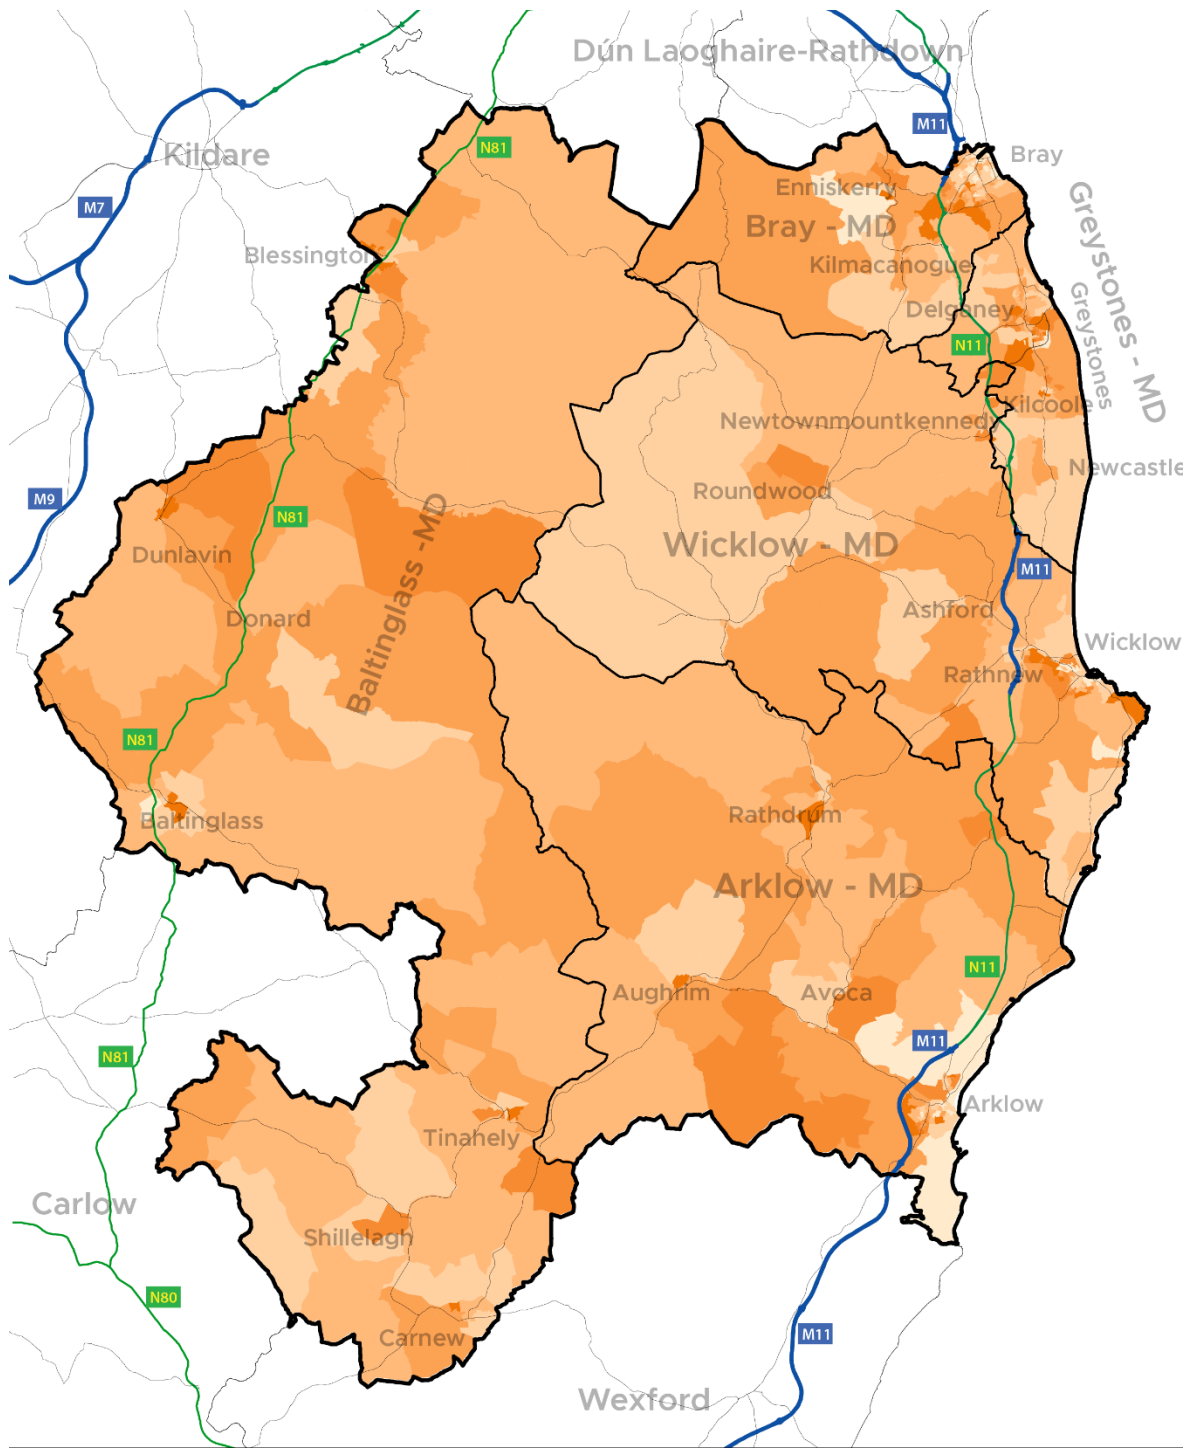 Dún Laoghaire-Rathdown
M11
N81
Kildare
Bray
Enniskerry
M7
Bray - MD
Greystones - MD
Blessington
Kilmacanogue
Delganey
Greystones
N11
Kilcoole
Newtownmountkennedy
Newcastle
Roundwood
M9
N81
Wicklow - MD
Dunlavin
M11
Baltinglass -MD
Ashford
Donard
Wicklow
Rathnew
N81
Rathdrum
Baltinglass
Arklow - MD
N11
Aughrim
Avoca
M11
N81
Arklow
Tinahely
Carlow
Shillelagh
N80
M11
Carnew
Wexford